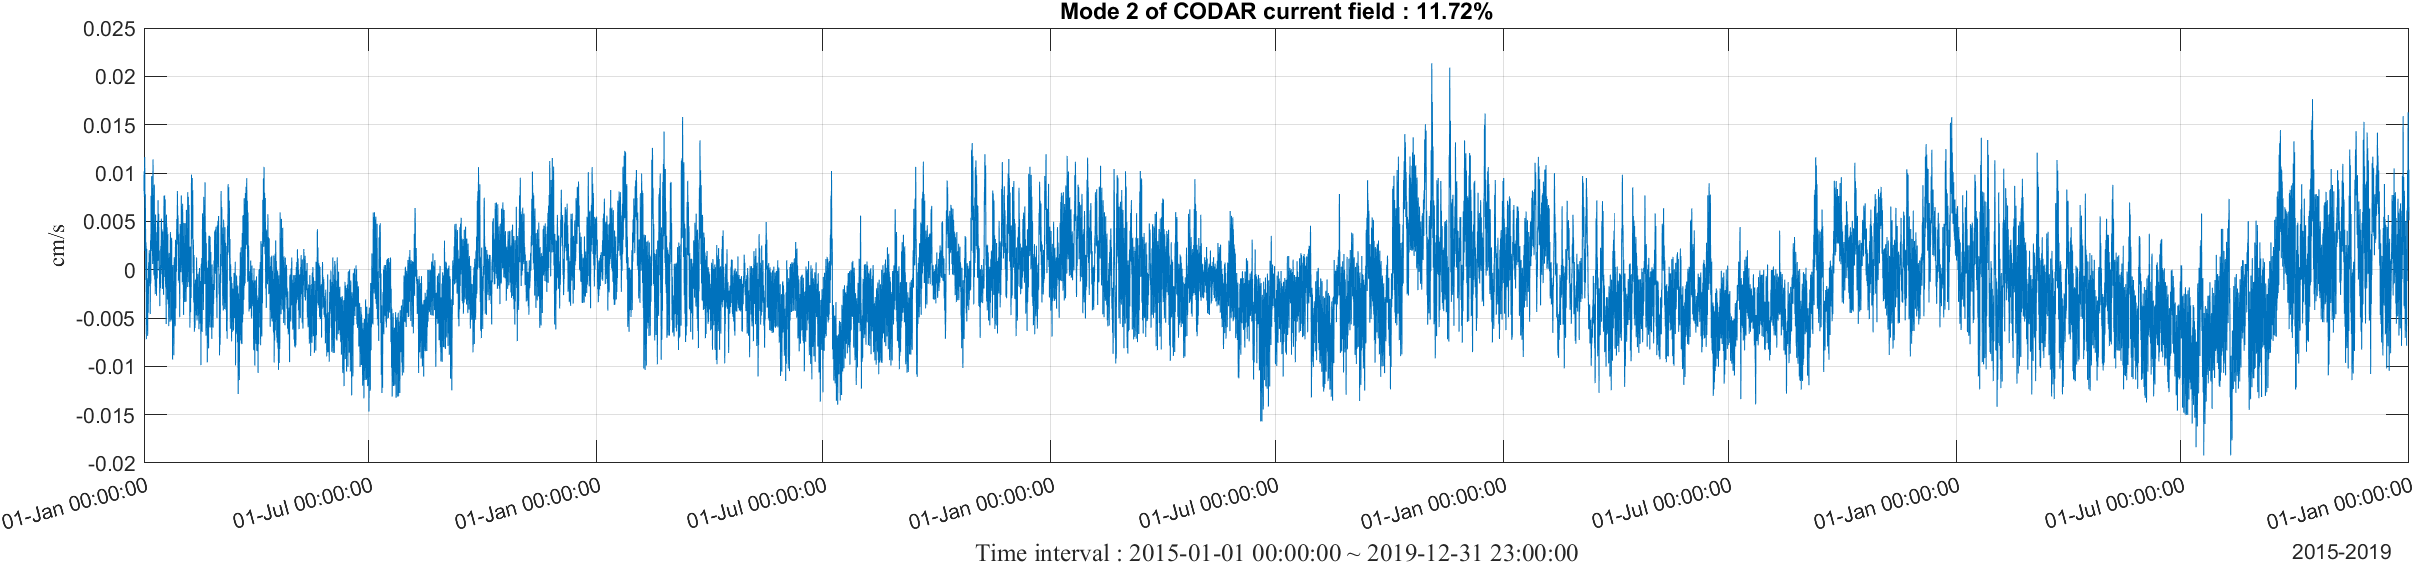 Mode 2 of CODAR current field : 11.72%
0.025
0.02
0.015
0.01
0.005
0
-0.005
-0.01
-0.015
-0.02
cm/s
01-Jan 00:00:00
01-Jul 00:00:00
01-Jan 00:00:00
01-Jul 00:00:00
01-Jan 00:00:00
01-Jul 00:00:00
01-Jan 00:00:00
01-Jul 00:00:00
01-Jan 00:00:00
01-Jul 00:00:00
01-Jan 00:00:00
Time interval : 2015-01-01 00:00:00 ~ 2019-12-31 23:00:00
2015-2019